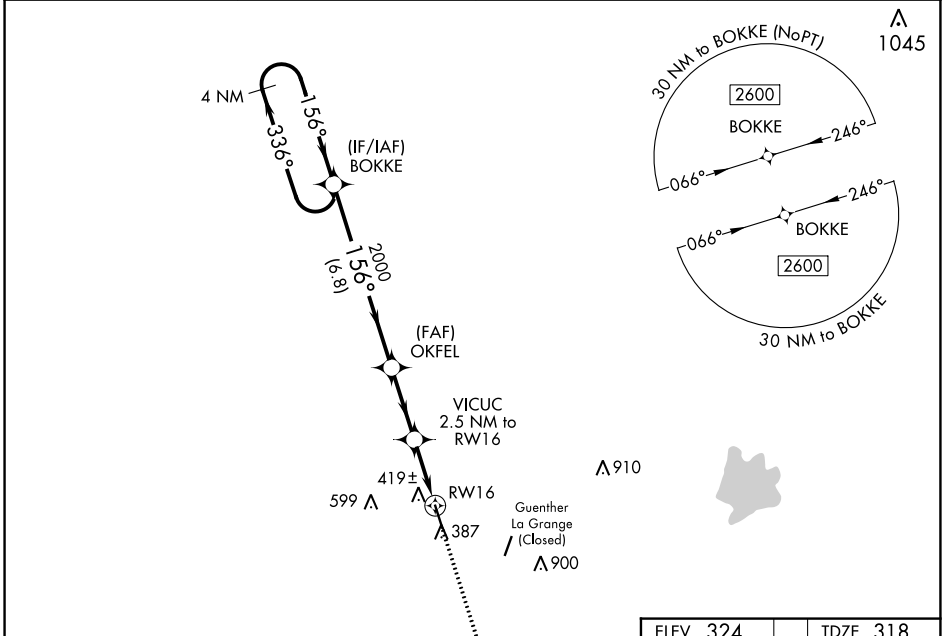 1045
30 NM to BOKKE (NoPT)
2600
BOKKE
066°
246°
066°
246°
BOKKE
2600
30 NM to BOKKE
4 NM
156°
336°
(IF/IAF)
BOKKE
2000
156°
(6.8)
(FAF)
OKFEL
VICUC
2.5 NM to
RW16
419±
599
RW16
387
910
Guenther
La Grange
(Closed)
900
ELEV 324
TDZE 318